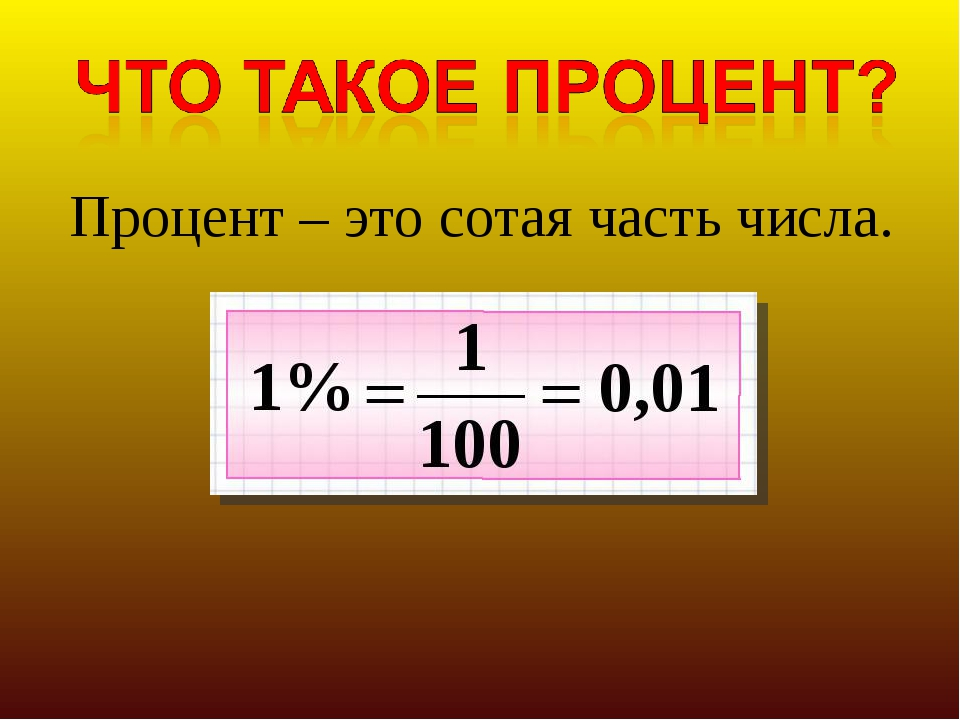 ЧТО ТАКОЕ ПРОЦЕНТ?
Процент – это сотая часть числа.
1% = 1/100 = 0,01